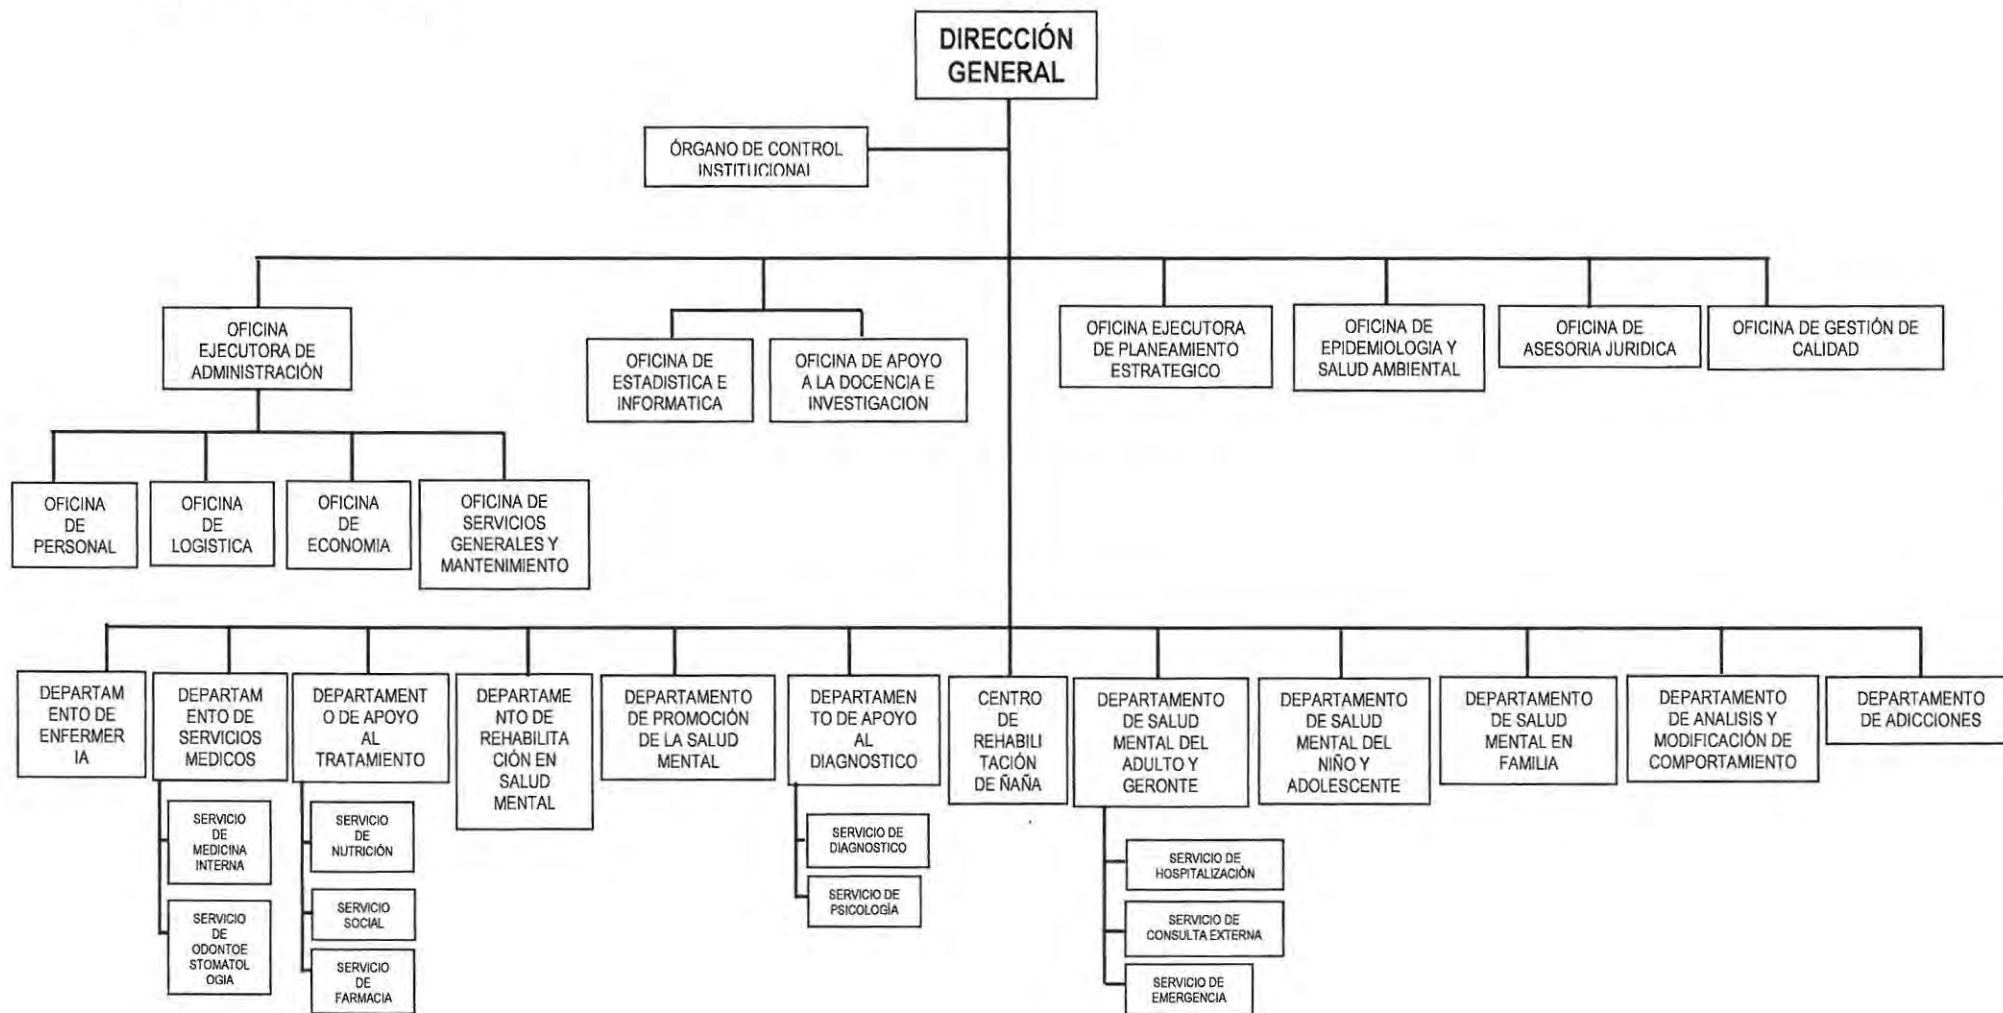 DIRECCIÓN
GENERAL
ÓRGANO DE CONTROL
INSTITUCIONAL
OFICINA
EJECUTORA DE
ADMINISTRACIÓN
OFICINA DE
ESTADISTICA E
INFORMATICA
OFICINA DE APOYO
A LA DOCENCIA E
INVESTIGACION
OFICINA EJECUTORA
DE PLANEAMIENTO
ESTRATEGICO
OFICINA DE
EPIDEMIOLOGIA Y
SALUD AMBIENTAL
OFICINA DE
ASESORIA JURIDICA
OFICINA DE GESTIÓN DE
CALIDAD
OFICINA
DE
PERSONAL
OFICINA
DE
LOGISTICA
OFICINA
DE
ECONOMIA
OFICINA DE
SERVICIOS
GENERALES Y
MANTENIMIENTO
DEPARTAM
ENTO DE
ENFERMER
IA
DEPARTAM
ENTO DE
SERVICIOS
MEDICOS
DEPARTAMENT
O DE APOYO
AL
TRATAMIENTO
DEPARTAME
NTO DE
REHABILITA
CIÓN EN
SALUD
MENTAL
DEPARTAMENTO
DE PROMOCIÓN
DE LA SALUD
MENTAL
DEPARTAMEN
TO DE APOYO
AL
DIAGNOSTICO
CENTRO
DE
REHABILI
TACIÓN
DE ÑAÑA
DEPARTAMENTO
DE SALUD
MENTAL DEL
ADULTO Y
GERONTE
DEPARTAMENTO
DE SALUD
MENTAL DEL
NIÑO Y
ADOLESCENTE
DEPARTAMENTO
DE SALUD
MENTAL EN
FAMILIA
DEPARTAMENTO
DE ANALISIS Y
MODIFICACIÓN DE
COMPORTAMIENTO
DEPARTAMENTO
DE ADICCIONES
SERVICIO
DE
MEDICINA
INTERNA
SERVICIO
DE
ODONTOE
STOMATOL
OGIA
SERVICIO
DE
NUTRICIÓN
SERVICIO
SOCIAL
SERVICIO
DE
FARMACIA
SERVICIO DE
DIAGNOSTICO
SERVICIO DE
PSICOLOGÍA
SERVICIO DE
HOSPITALIZACIÓN
SERVICIO DE
CONSULTA EXTERNA
SERVICIO DE
EMERGENCIA